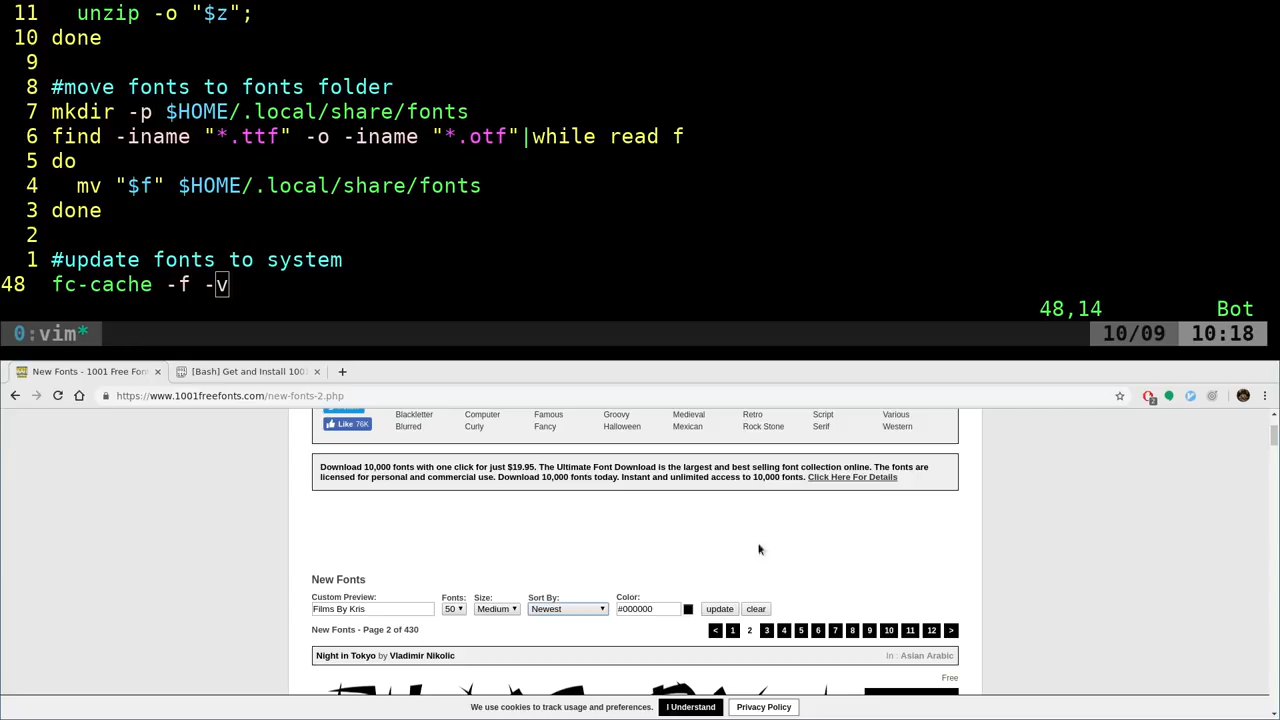 11 unzip -o "$z";
10 done
9
8 #move fonts to fonts folder
7 mkdir -p $HOME/.local/share/fonts
6 find -iname "*.ttf" -o -iname "*.otf"|while read f
5 do
4 mv "$f" $HOME/.local/share/fonts
3 done
2
1 #update fonts to system
48 fc-cache -f -v
48,14 Bot
0:vim* 10/09 10:18
New Fonts - 1001 Free Fon [Bash] Get and Install 100
https://www.1001freefonts.com/new-fonts-2.php
Blackletter Computer Famous Groovy Medieval Retro Script Various
Like 76K Blurred Curly Fancy Halloween Mexican Rock Stone Serif Western
Download 10,000 fonts with one click for just $19.95. The Ultimate Font Download is the largest and best selling font collection online. The fonts are
licensed for personal and commercial use. Download 10,000 fonts today. Instant and unlimited access to 10,000 fonts. Click Here For Details
New Fonts
Custom Preview: Fonts: Size: Sort By: Color:
Films By Kris 50 Medium Newest #000000 update clear
New Fonts - Page 2 of 430 < 1 2 3 4 5 6 7 8 9 10 11 12 >
Night in Tokyo by Vladimir Nikolic In : Asian Arabic
Free
We use cookies to track usage and preferences. I Understand Privacy Policy